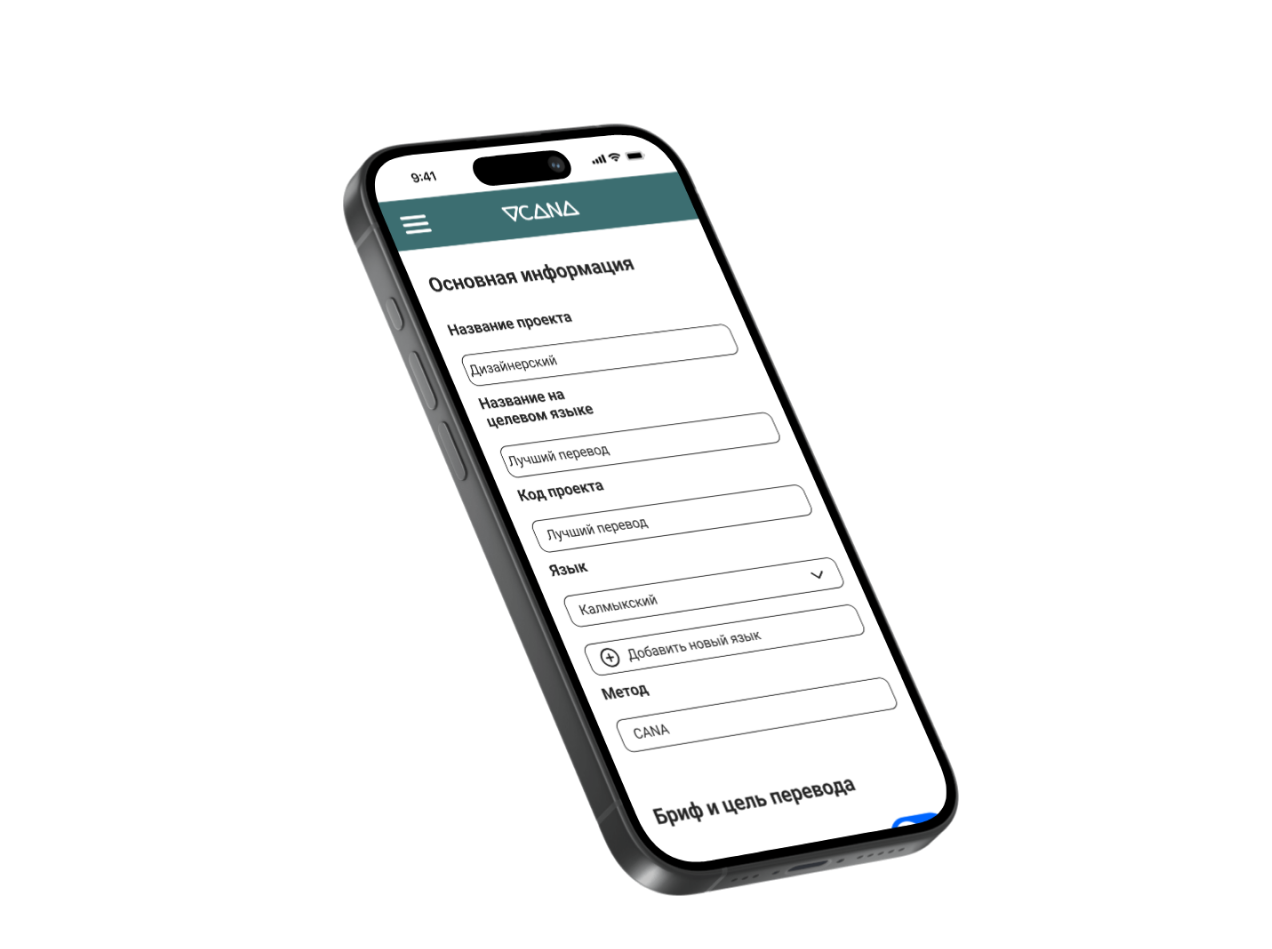 9:41
VCANA
Основная информация
Название проекта
Дизайнерский
Название на
целевом языке
Лучший перевод
Код проекта
Лучший перевод
Язык
Калмыкский
Добавить новый язык
Метод
CANA
Бриф и цель перевода